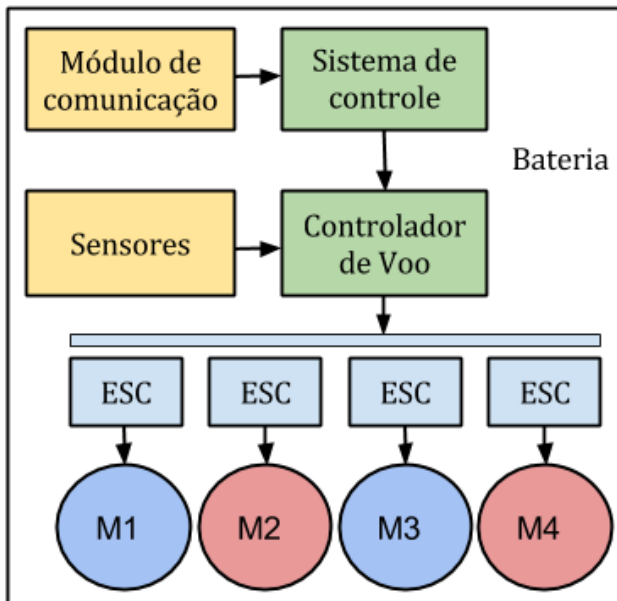 Módulo de
comunicação
Sistema de
controle
Bateria
Sensores
Controlador
de Voo
ESC
ESC
ESC
ESC
M1
M2
M3
M4